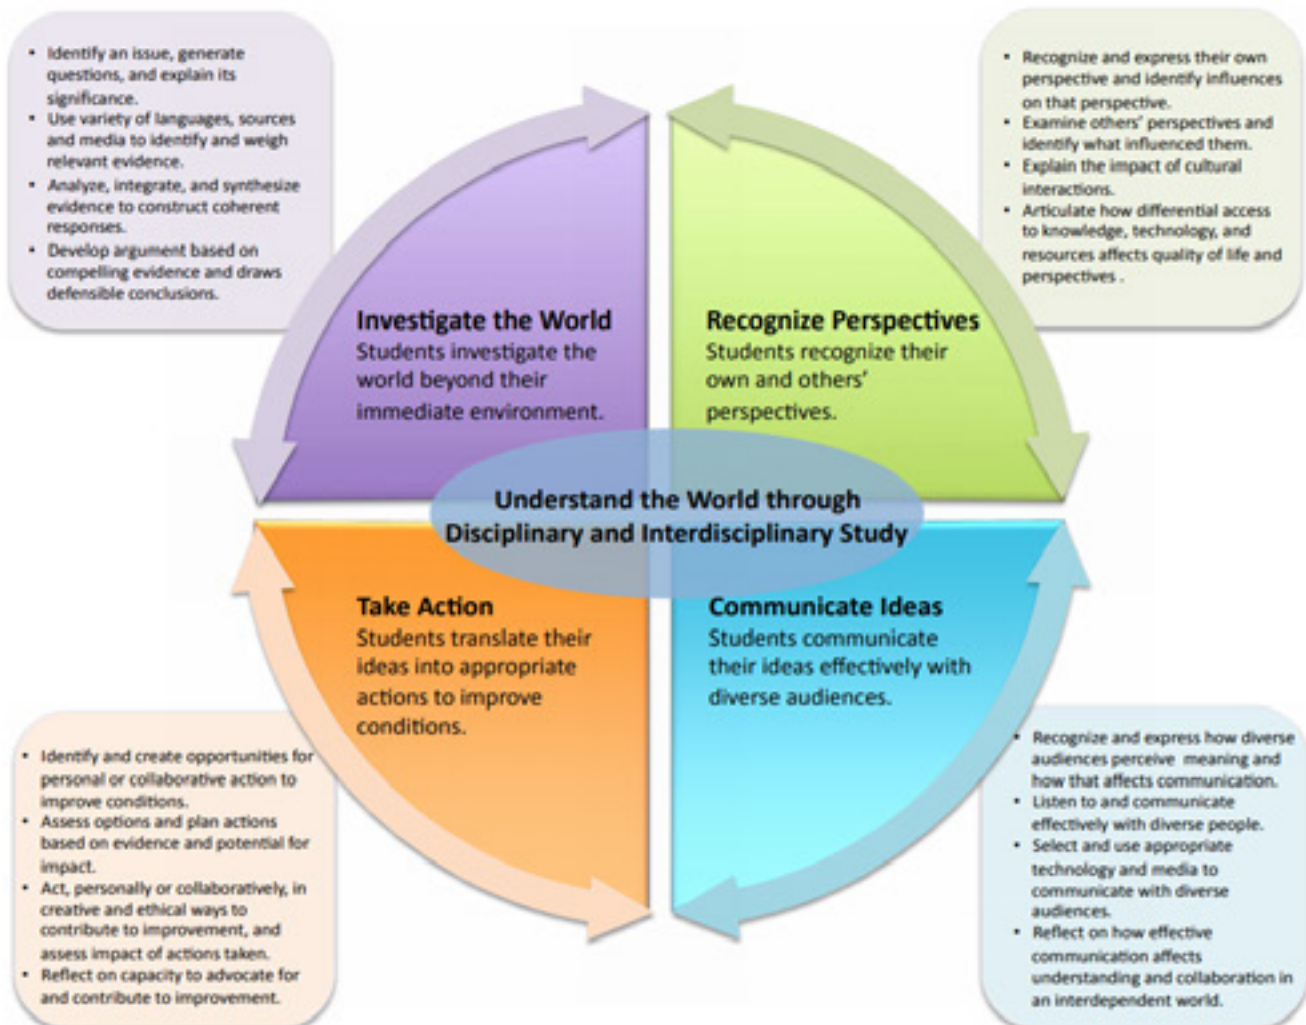 • Identify an issue, generate
questions, and explain its
significance.
• Use variety of languages, sources
and media to identify and weigh
relevant evidence.
• Analyze, integrate, and synthesize
evidence to construct coherent
responses.
• Develop argument based on
compelling evidence and draws
defensible conclusions.
• Recognize and express their own
perspective and identify influences
on that perspective.
• Examine others' perspectives and
identify what influenced them.
• Explain the impact of cultural
interactions.
• Articulate how differential access
to knowledge, technology, and
resources affects quality of life and
perspectives .
Investigate the World
Students investigate the
world beyond their
immediate environment.
Recognize Perspectives
Students recognize their
own and others'
perspectives.
Understand the World through
Disciplinary and Interdisciplinary Study
Take Action
Students translate their
ideas into appropriate
actions to improve
conditions.
Communicate Ideas
Students communicate
their ideas effectively with
diverse audiences.
• Identify and create opportunities for
personal or collaborative action to
improve conditions.
• Assess options and plan actions
based on evidence and potential for
impact.
• Act, personally or collaboratively, in
creative and ethical ways to
contribute to improvement, and
assess impact of actions taken.
• Reflect on capacity to advocate for
and contribute to improvement.
• Recognize and express how diverse
audiences perceive meaning and
how that affects communication.
• Listen to and communicate
effectively with diverse people.
• Select and use appropriate
technology and media to
communicate with diverse
audiences.
• Reflect on how effective
communication affects
understanding and collaboration in
an interdependent world.